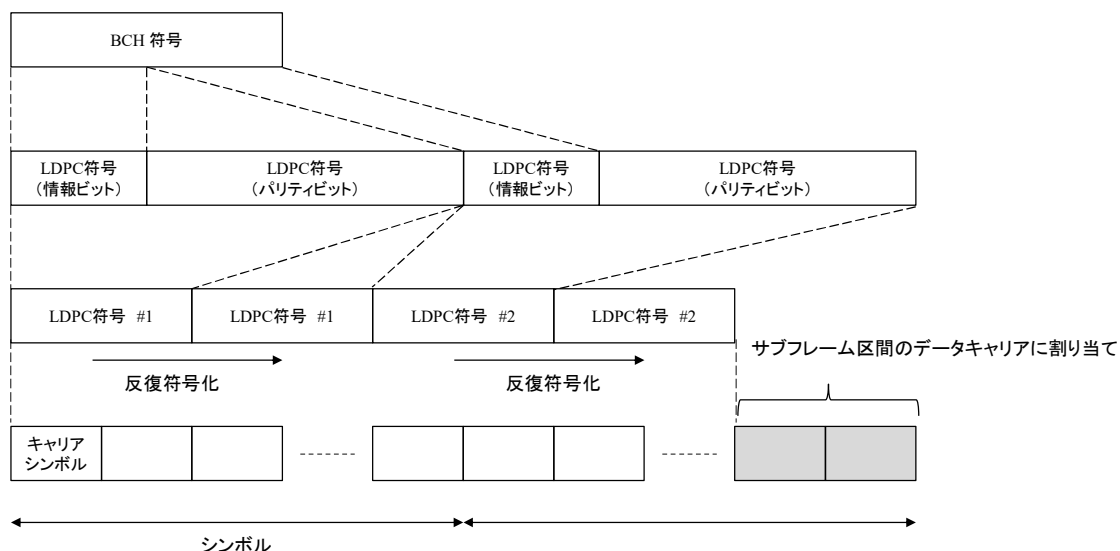 BCH 符号
LDPC符号
（情報ビット）
LDPC符号
（パリティビット）
LDPC符号
（情報ビット）
LDPC符号
（パリティビット）
LDPC符号 #1
LDPC符号 #1
LDPC符号 #2
LDPC符号 #2
反復符号化
反復符号化
サブフレーム区間のデータキャリアに割り当て
キャリア
シンボル
シンボル